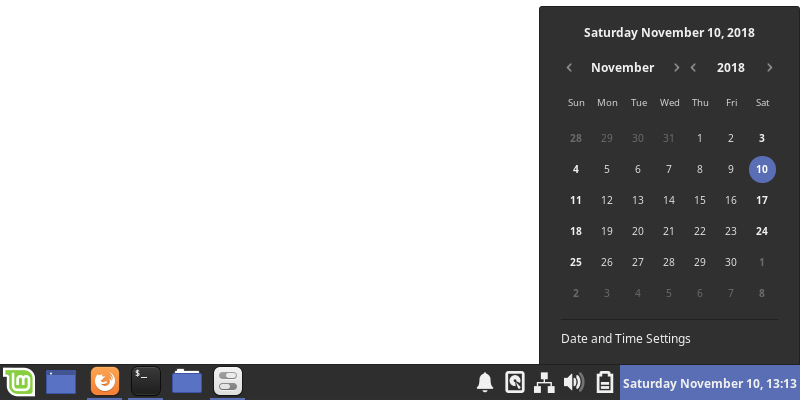 Saturday November 10, 2018
November 2018
Sun Mon Tue Wed Thu Fri Sat
28 29 30 31 1 2 3
4 5 6 7 8 9 10
11 12 13 14 15 16 17
18 19 20 21 22 23 24
25 26 27 28 29 30 1
2 3 4 5 6 7 8
Date and Time Settings
$_
Saturday November 10, 13:13